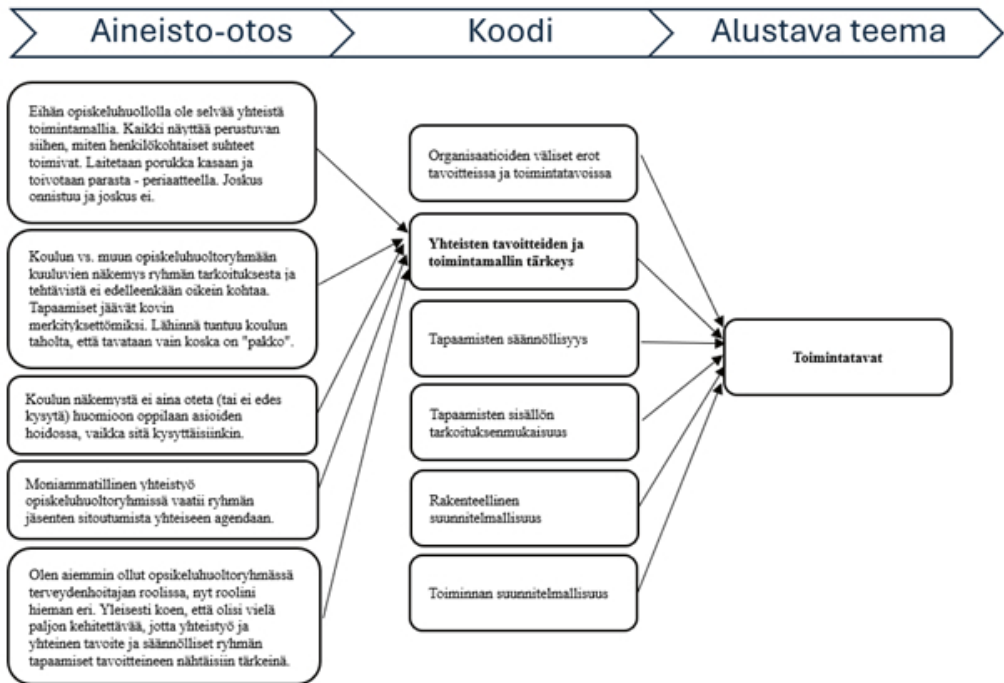 Aineisto-otos
Koodi
Alustava teema
Eihän opiskeluhuollolla ole selvää yhteistä
toimintamallia. Kaikki näyttää perustuvan
siihen, miten henkilökohtaiset suhteet
toimivat. Laitetaan porukka kasaan ja
toivotaan parasta - periaatteella. Joskus
onnistuu ja joskus ei.
Koulun vs. muun opiskeluhuoltoryhmään
kuuluvien näkemys ryhmän tarkoituksesta ja
tehtävistä ei edelleenkään oikein kohtaa.
Tapaamiset jäävät kovin
merkityksettömiksi. Lähinnä tuntuu koulun
taholta, että tavataan vain koska on "pakko".
Koulun näkemystä ei aina oteta (tai ei edes
kysytä) huomioon oppilaan asioiden
hoidossa, vaikka sitä kysyttäisiinkin.
Moniammatillinen yhteistyö
opiskeluhuoltoryhmissä vaatii ryhmän
jäsenten sitoutumista yhteiseen agendaan.
Olen aiemmin ollut opsikeluhuoltoryhmässä
terveydenhoitajan roolissa, nyt roolini
hieman eri. Yleisesti koen, että olisi vielä
paljon kehitettävää, jotta yhteistyö ja
yhteinen tavoite ja säännölliset ryhmän
tapaamiset tavoitteineen nähtäisiin tärkeinä.
Organisaatioiden väliset erot
tavoitteissa ja toimintatavoissa
Yhteisten tavoitteiden ja
toimintamallin tärkeys
Tapaamisten säännöllisyys
Tapaamisten sisällön
tarkoituksenmukaisuus
Rakenteellinen
suunnitelmallisuus
Toiminnan suunnitelmallisuus
Toimintatavat